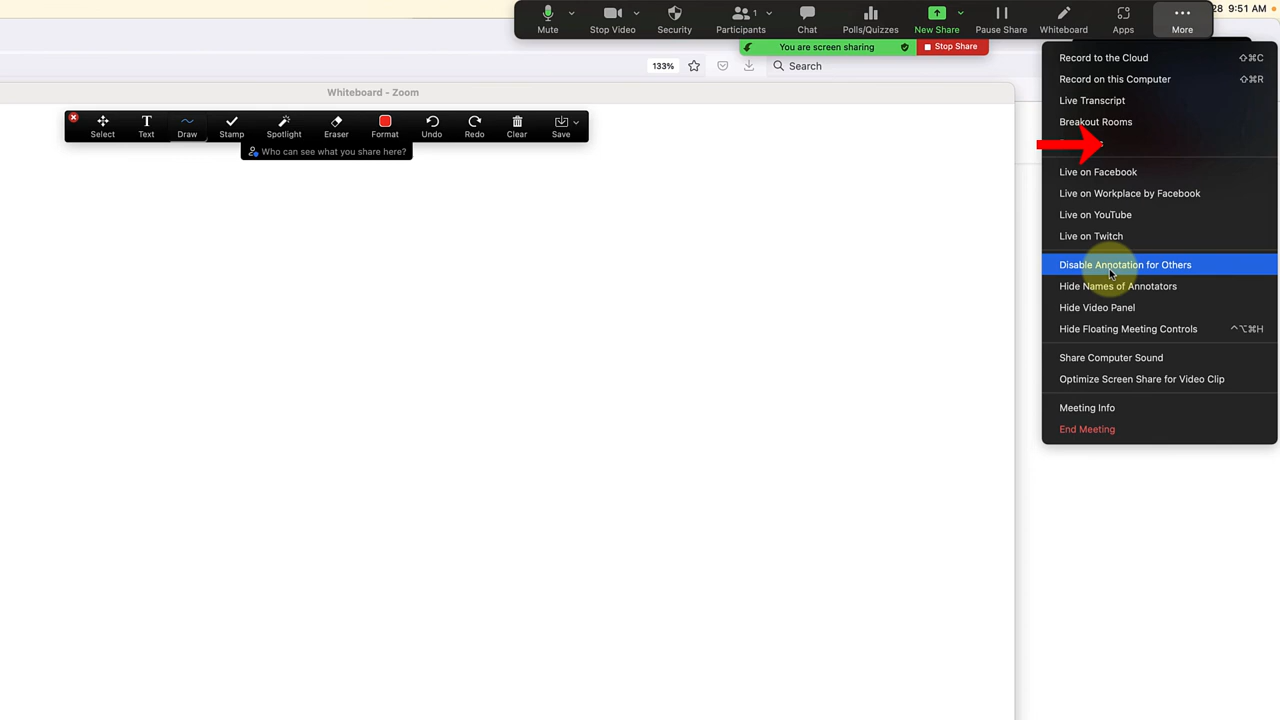 28 9:51 AM
Mute
Stop Video
Security
1
Participants
Chat
Polls/Quizzes
New Share
Pause Share
Whiteboard
Apps
More
You are screen sharing
Stop Share
133%
Search
Whiteboard - Zoom
Select
Text
Draw
Stamp
Spotlight
Eraser
Format
Undo
Redo
Clear
Save
Who can see what you share here?
Record to the Cloud ⇧⌘C
Record on this Computer ⇧⌘R
Live Transcript
Breakout Rooms
Live on Facebook
Live on Workplace by Facebook
Live on YouTube
Live on Twitch
Disable Annotation for Others
Hide Names of Annotators
Hide Video Panel
Hide Floating Meeting Controls ^⌥⌘H
Share Computer Sound
Optimize Screen Share for Video Clip
Meeting Info
End Meeting